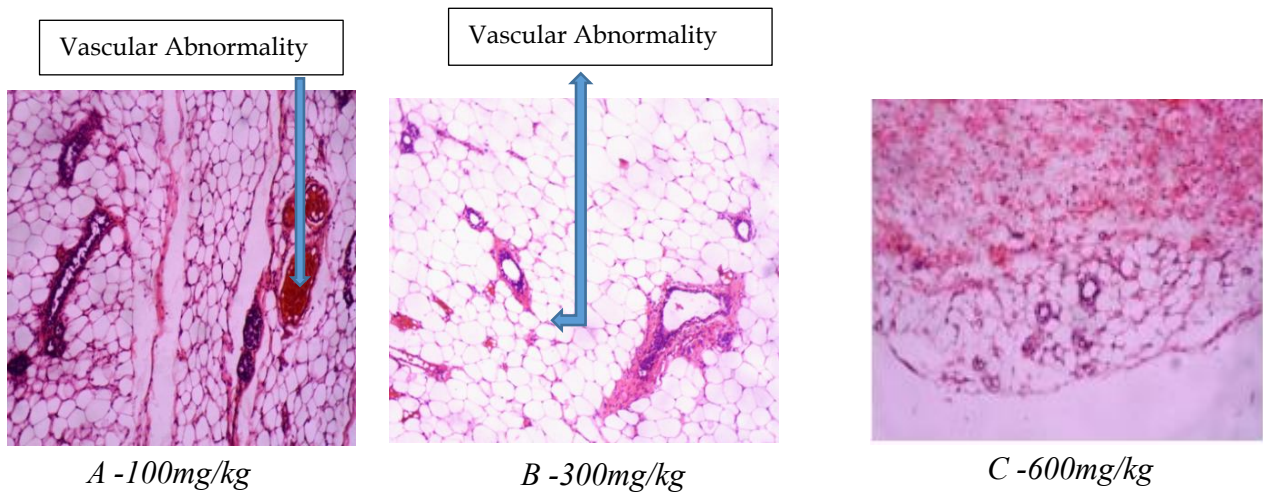 Vascular Abnormality
Vascular Abnormality
A -100mg/kg
B -300mg/kg
C -600mg/kg